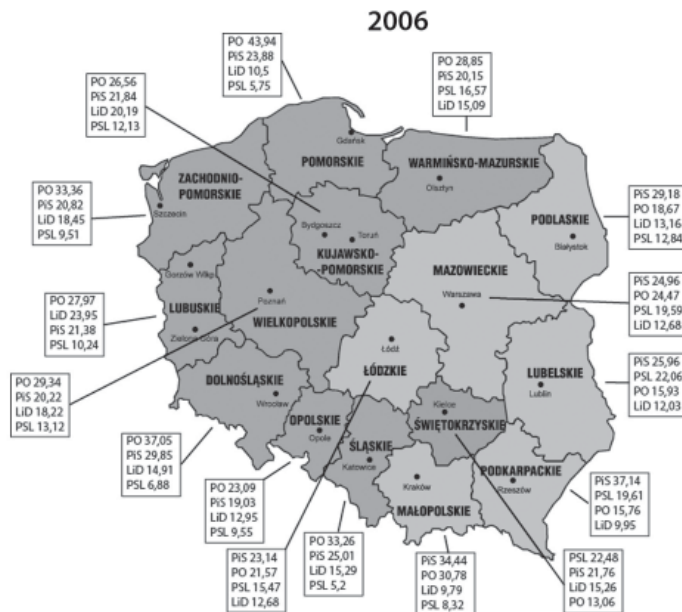 2006
PO 43,94
PiS 23,88
LiD 10,5
PSL 5,75
PO 28,85
PiS 20,15
PSL 16,57
LiD 15,09
PO 26,56
PiS 21,84
LiD 20,19
PSL 12,13
Gdańsk
POMORSKIE
WARMIŃSKO-MAZURSKIE
Olsztyn
ZACHODNIO-
POMORSKIE
Szczecin
PO 33,36
PiS 20,82
LiD 18,45
PSL 9,51
PiS 29,18
PO 18,67
LiD 13,16
PSL 12,84
PODLASKIE
Białystok
Bydgoszcz
Toruń
KUJAWSKO-
-POMORSKIE
MAZOWIECKIE
Warszawa
Gorzów Wlkp.
LUBUSKIE
Zielona Góra
Poznań
WIELKOPOLSKIE
PiS 24,96
PO 24,47
PSL 19,59
LiD 12,68
PO 27,97
LiD 23,95
PiS 21,38
PSL 10,24
Łódź
ŁÓDZKIE
LUBELSKIE
Lublin
PiS 25,96
PSL 22,06
PO 15,93
LiD 12,03
PO 29,34
PiS 20,22
LiD 18,22
PSL 13,12
DOLNOŚLĄSKIE
Wrocław
OPOLSKIE
Opole
Kielce
ŚWIĘTOKRZYSKIE
ŚLĄSKIE
Katowice
PO 37,05
PiS 29,85
LiD 14,91
PSL 6,88
PODKARPACKIE
Rzeszów
Kraków
MAŁOPOLSKIE
PiS 37,14
PSL 19,61
PO 15,76
LiD 9,95
PO 23,09
PiS 19,03
LiD 12,95
PSL 9,55
PO 33,26
PiS 25,01
LiD 15,29
PSL 5,2
PiS 23,14
PO 21,57
PSL 15,47
LiD 12,68
PiS 34,44
PO 30,78
LiD 9,79
PSL 8,32
PSL 22,48
PiS 21,76
LiD 15,26
PO 13,06